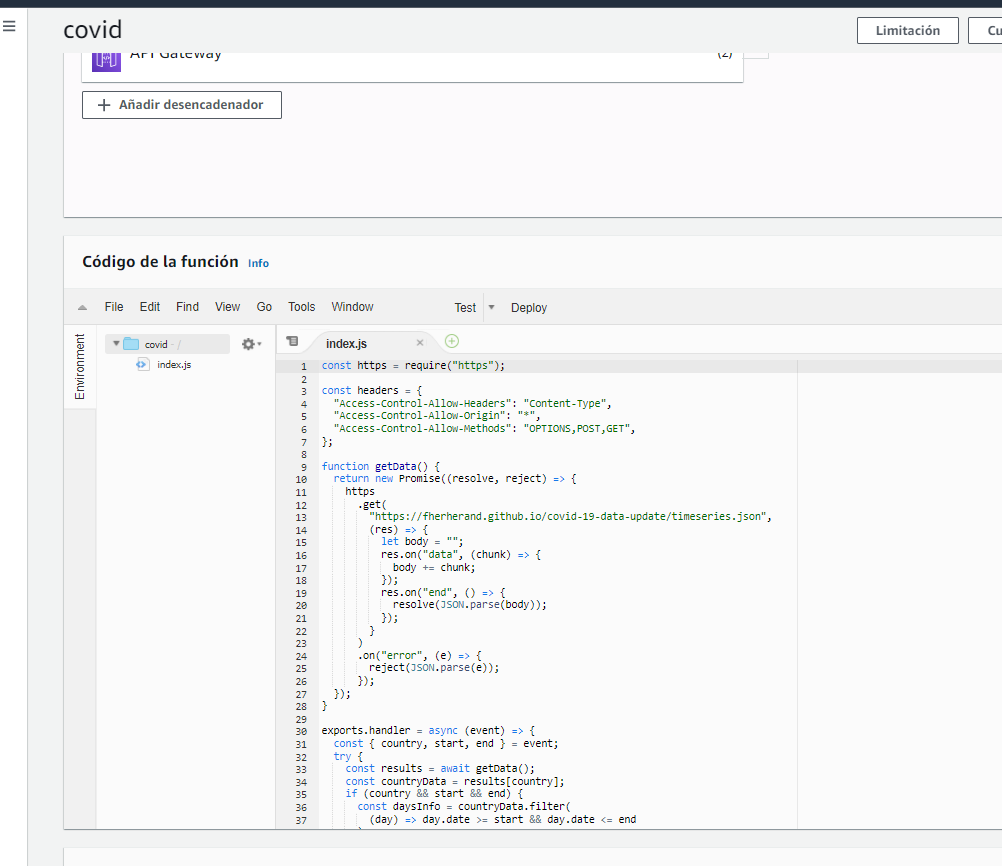 covid
Limitación
Cu
API Gateway
(2)
Añadir desencadenador
Código de la función Info
File Edit Find View Go Tools Window Test Deploy
Environment
covid - /
index.js
index.js
1 const https = require("https");
2
3 const headers = {
4 "Access-Control-Allow-Headers": "Content-Type",
5 "Access-Control-Allow-Origin": "*",
6 "Access-Control-Allow-Methods": "OPTIONS,POST,GET",
7 };
8
9 function getData() {
10 return new Promise((resolve, reject) => {
11 https
12 .get(
13 "https://fherherand.github.io/covid-19-data-update/timeseries.json",
14 (res) => {
15 let body = "";
16 res.on("data", (chunk) => {
17 body += chunk;
18 });
19 res.on("end", () => {
20 resolve(JSON.parse(body));
21 });
22 }
23 )
24 .on("error", (e) => {
25 reject(JSON.parse(e));
26 });
27 });
28 }
29
30 exports.handler = async (event) => {
31 const { country, start, end } = event;
32 try {
33 const results = await getData();
34 const countryData = results[country];
35 if (country && start && end) {
36 const daysInfo = countryData.filter(
37 (day) => day.date >= start && day.date <= end